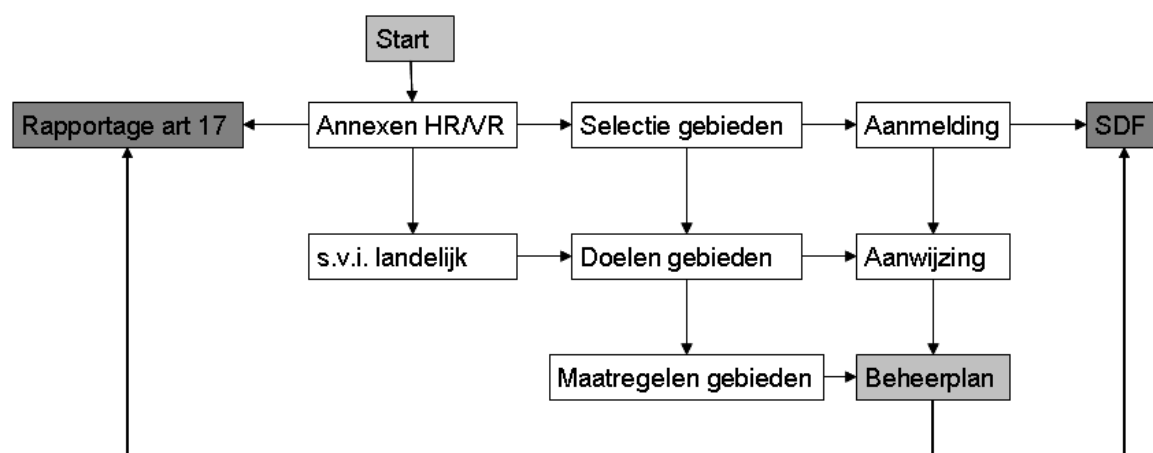 Start
Rapportage art 17
Annexen HR/VR
Selectie gebieden
Aanmelding
SDF
s.v.i. landelijk
Doelen gebieden
Aanwijzing
Maatregelen gebieden
Beheerplan